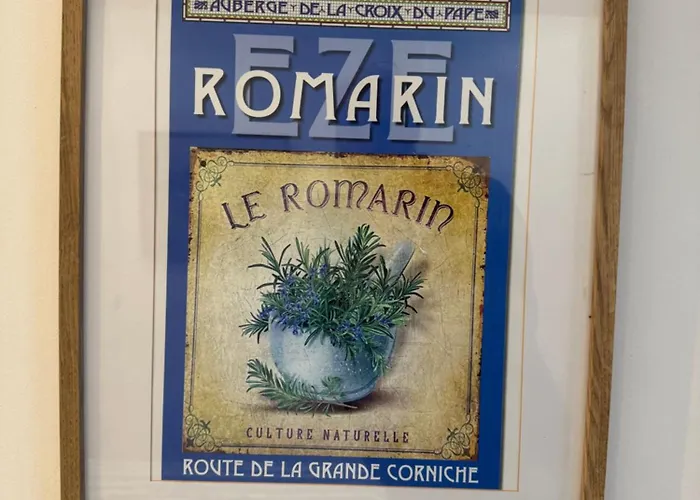 AUBERGE DE LA CROIX DU PAPE
EZE
ROMARIN
LE ROMARIN
CULTURE NATURELLE
ROUTE DE LA GRANDE CORNICHE